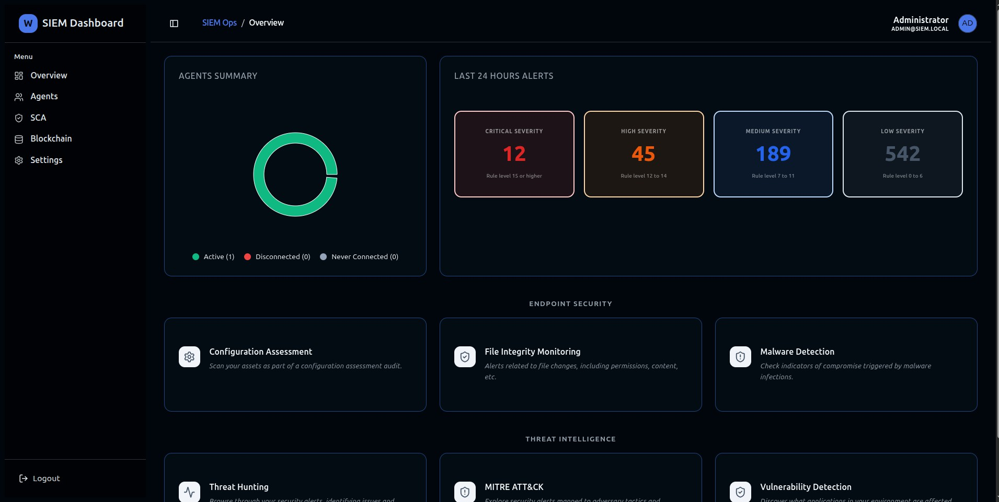 W SIEM Dashboard
SIEM Ops / Overview
Administrator
ADMIN@SIEM.LOCAL
AD
Menu
Overview
Agents
SCA
Blockchain
Settings
Logout
AGENTS SUMMARY
Active (1) Disconnected (0) Never Connected (0)
LAST 24 HOURS ALERTS
CRITICAL SEVERITY
12
Rule level 15 or higher
HIGH SEVERITY
45
Rule level 12 to 14
MEDIUM SEVERITY
189
Rule level 7 to 11
LOW SEVERITY
542
Rule level 0 to 6
ENDPOINT SECURITY
Configuration Assessment
Scan your assets as part of a configuration assessment audit.
File Integrity Monitoring
Alerts related to file changes, including permissions, content,
etc.
Malware Detection
Check indicators of compromise triggered by malware
infections.
THREAT INTELLIGENCE
Threat Hunting
Browse through your security alerts, identifying issues and
MITRE ATT&CK
Explore security alerts mapped to adversary tactics and
Vulnerability Detection
Discover what applications in your environment are affected